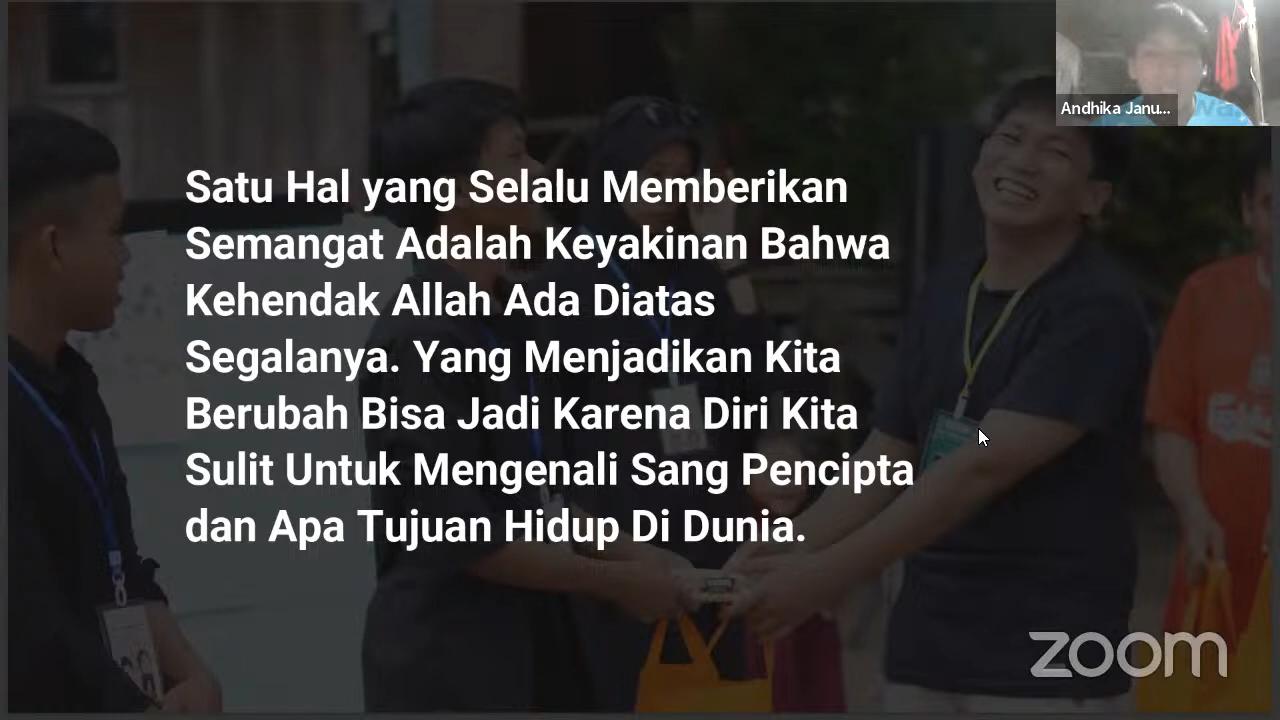 Andhika Janu...
Satu Hal yang Selalu Memberikan
Semangat Adalah Keyakinan Bahwa
Kehendak Allah Ada Diatas
Segalanya. Yang Menjadikan Kita
Berubah Bisa Jadi Karena Diri Kita
Sulit Untuk Mengenali Sang Pencipta
dan Apa Tujuan Hidup Di Dunia.
zoom